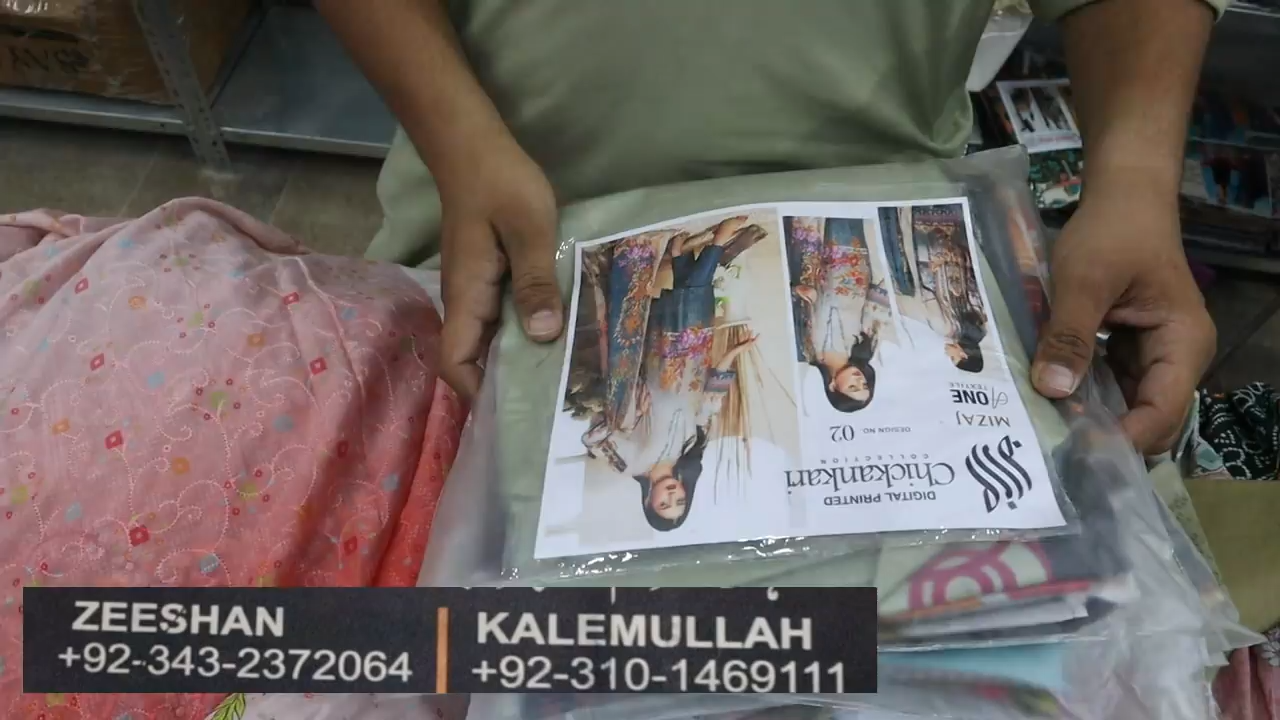 DIGITAL PRINTED
Chickankari
COLLECTION
DESIGN NO. 02
MIZAJ
A ONE
TEXTILE
ZEESHAN
+92-343-2372064
KALEMULLAH
+92-310-1469111